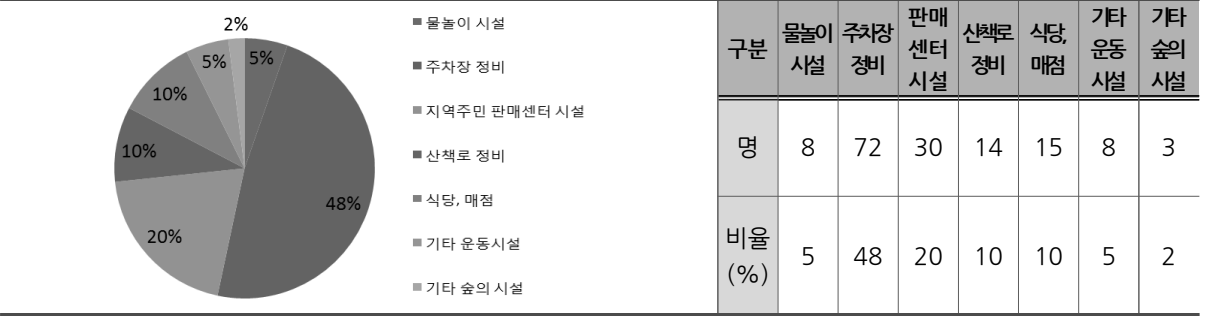 2%
5%
5%
10%
10%
48%
20%
물놀이 시설
주차장 정비
지역주민 판매센터 시설
산책로 정비
식당, 매점
기타 운동시설
기타 숲의 시설
구분 물놀이 시설 주차장 정비 판매 센터 시설 산책로 정비 식당, 매점 기타 운동 시설 기타 숲의 시설
명 8 72 30 14 15 8 3
비율 (%) 5 48 20 10 10 5 2